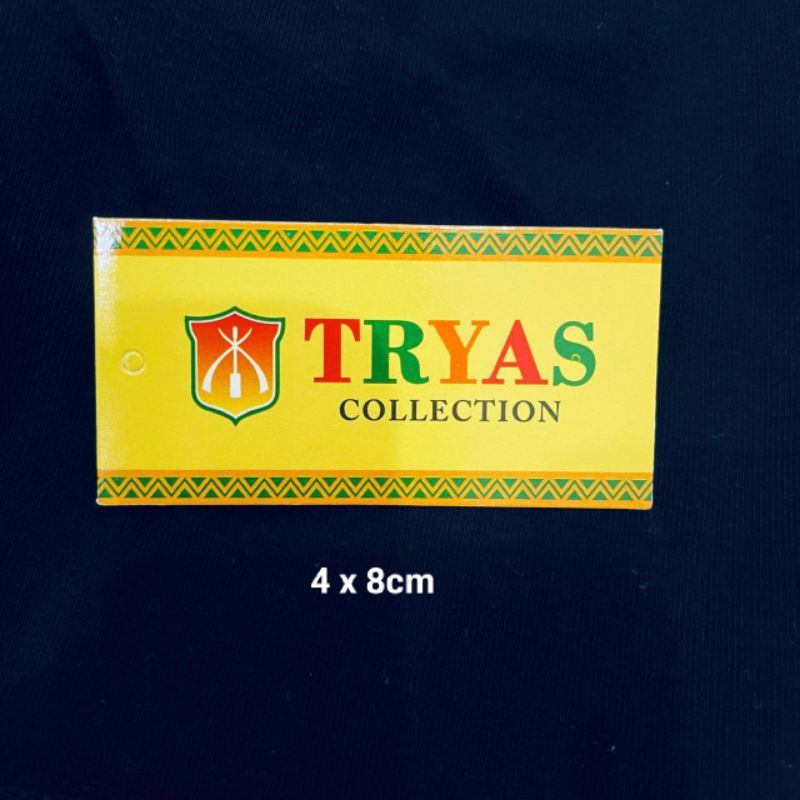 TRYAS
COLLECTION
4 x 8cm